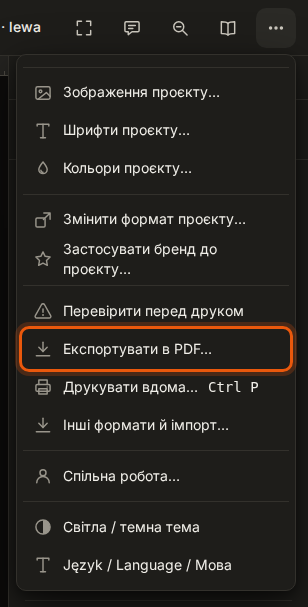 · Iewa
Зображення проєкту...
Шрифти проєкту...
Кольори проєкту...
Змінити формат проєкту...
Застосувати бренд до
проєкту...
Перевірити перед друком
Експортувати в PDF...
Друкувати вдома... Ctrl P
Інші формати й імпорт...
Спільна робота...
Світла / темна тема
Język / Language / Мова